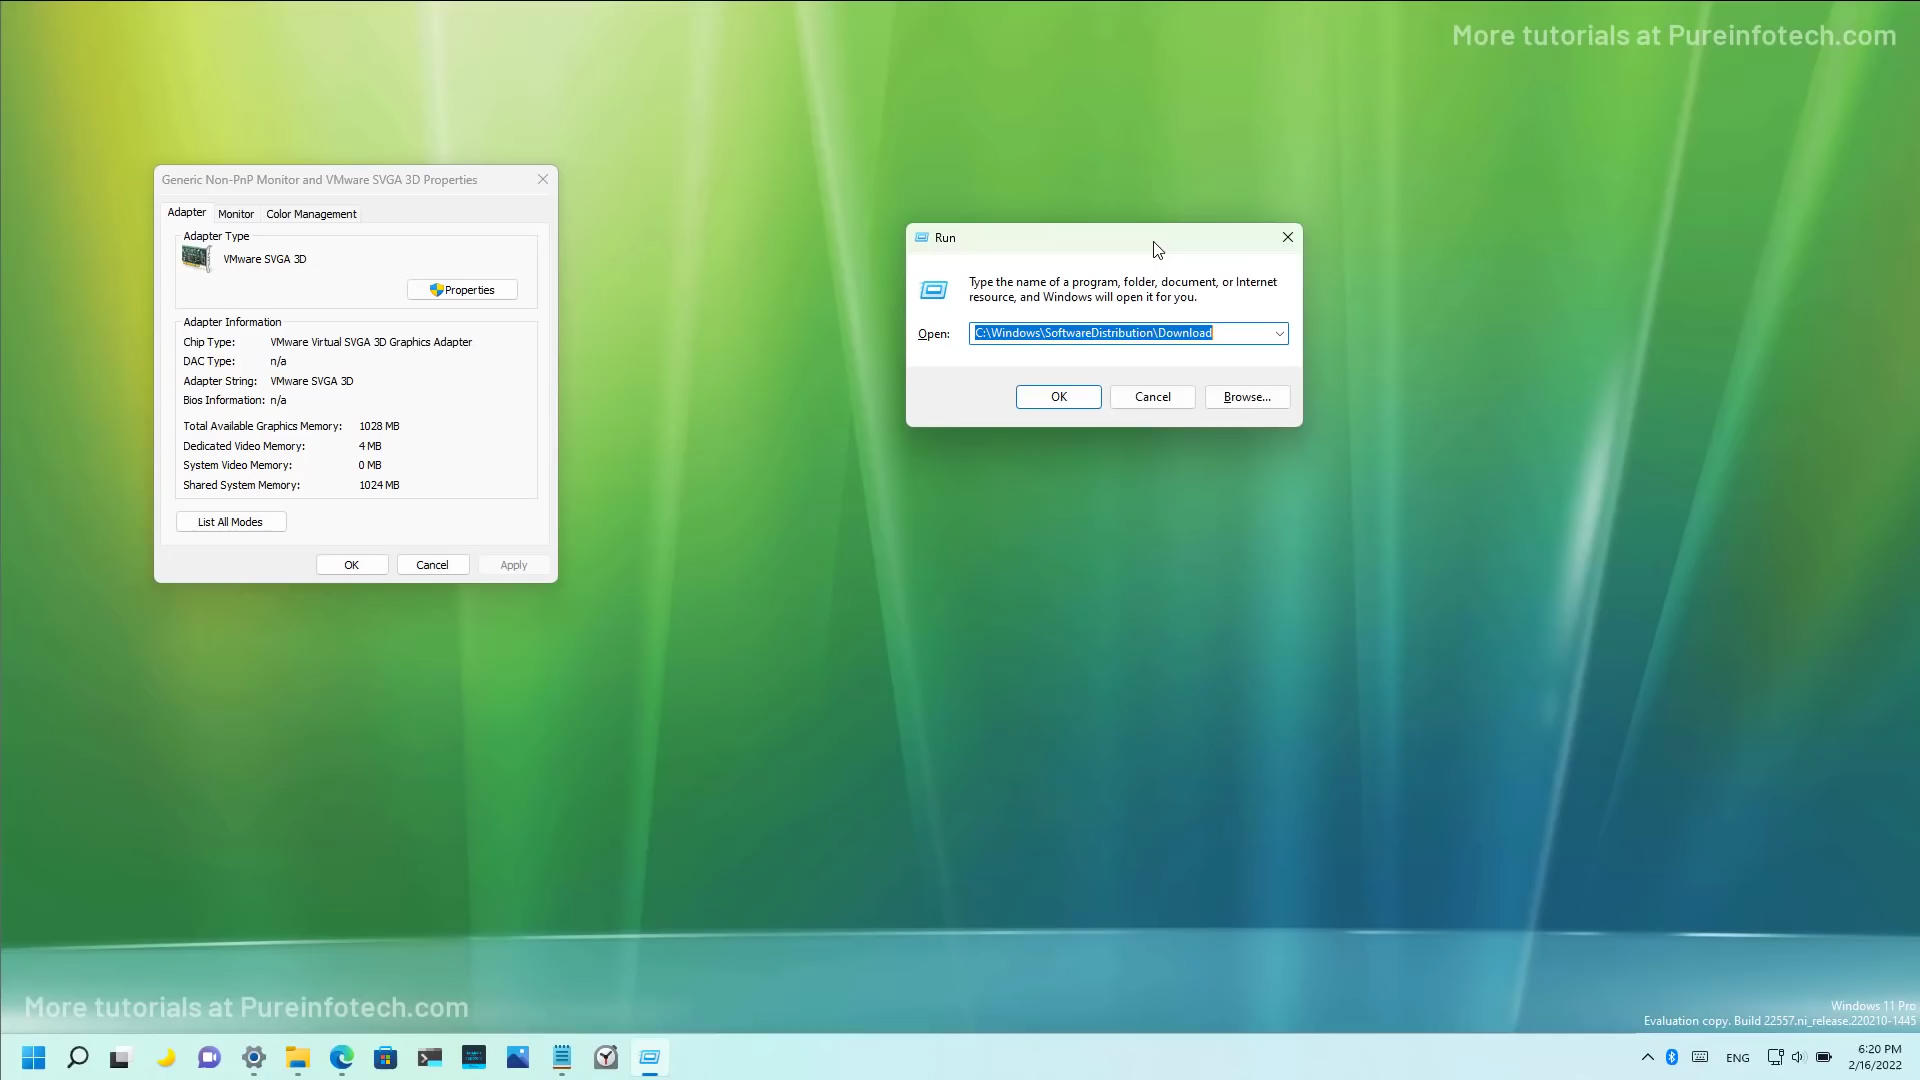 More tutorials at Pureinfotech.com
Generic Non-PnP Monitor and VMware SVGA 3D Properties
Adapter Monitor Color Management
Adapter Type
VMware SVGA 3D
Properties
Adapter Information
Chip Type: VMware Virtual SVGA 3D Graphics Adapter
DAC Type: n/a
Adapter String: VMware SVGA 3D
Bios Information: n/a
Total Available Graphics Memory: 1028 MB
Dedicated Video Memory: 4 MB
System Video Memory: 0 MB
Shared System Memory: 1024 MB
List All Modes
OK Cancel Apply
Run
Type the name of a program, folder, document, or Internet
resource, and Windows will open it for you.
Open: C:\Windows\SoftwareDistribution\Download
OK Cancel Browse...
More tutorials at Pureinfotech.com
Windows 11 Pro
Evaluation copy. Build 22557.ni_release.220210-1445
ENG
6:20 PM
2/16/2022